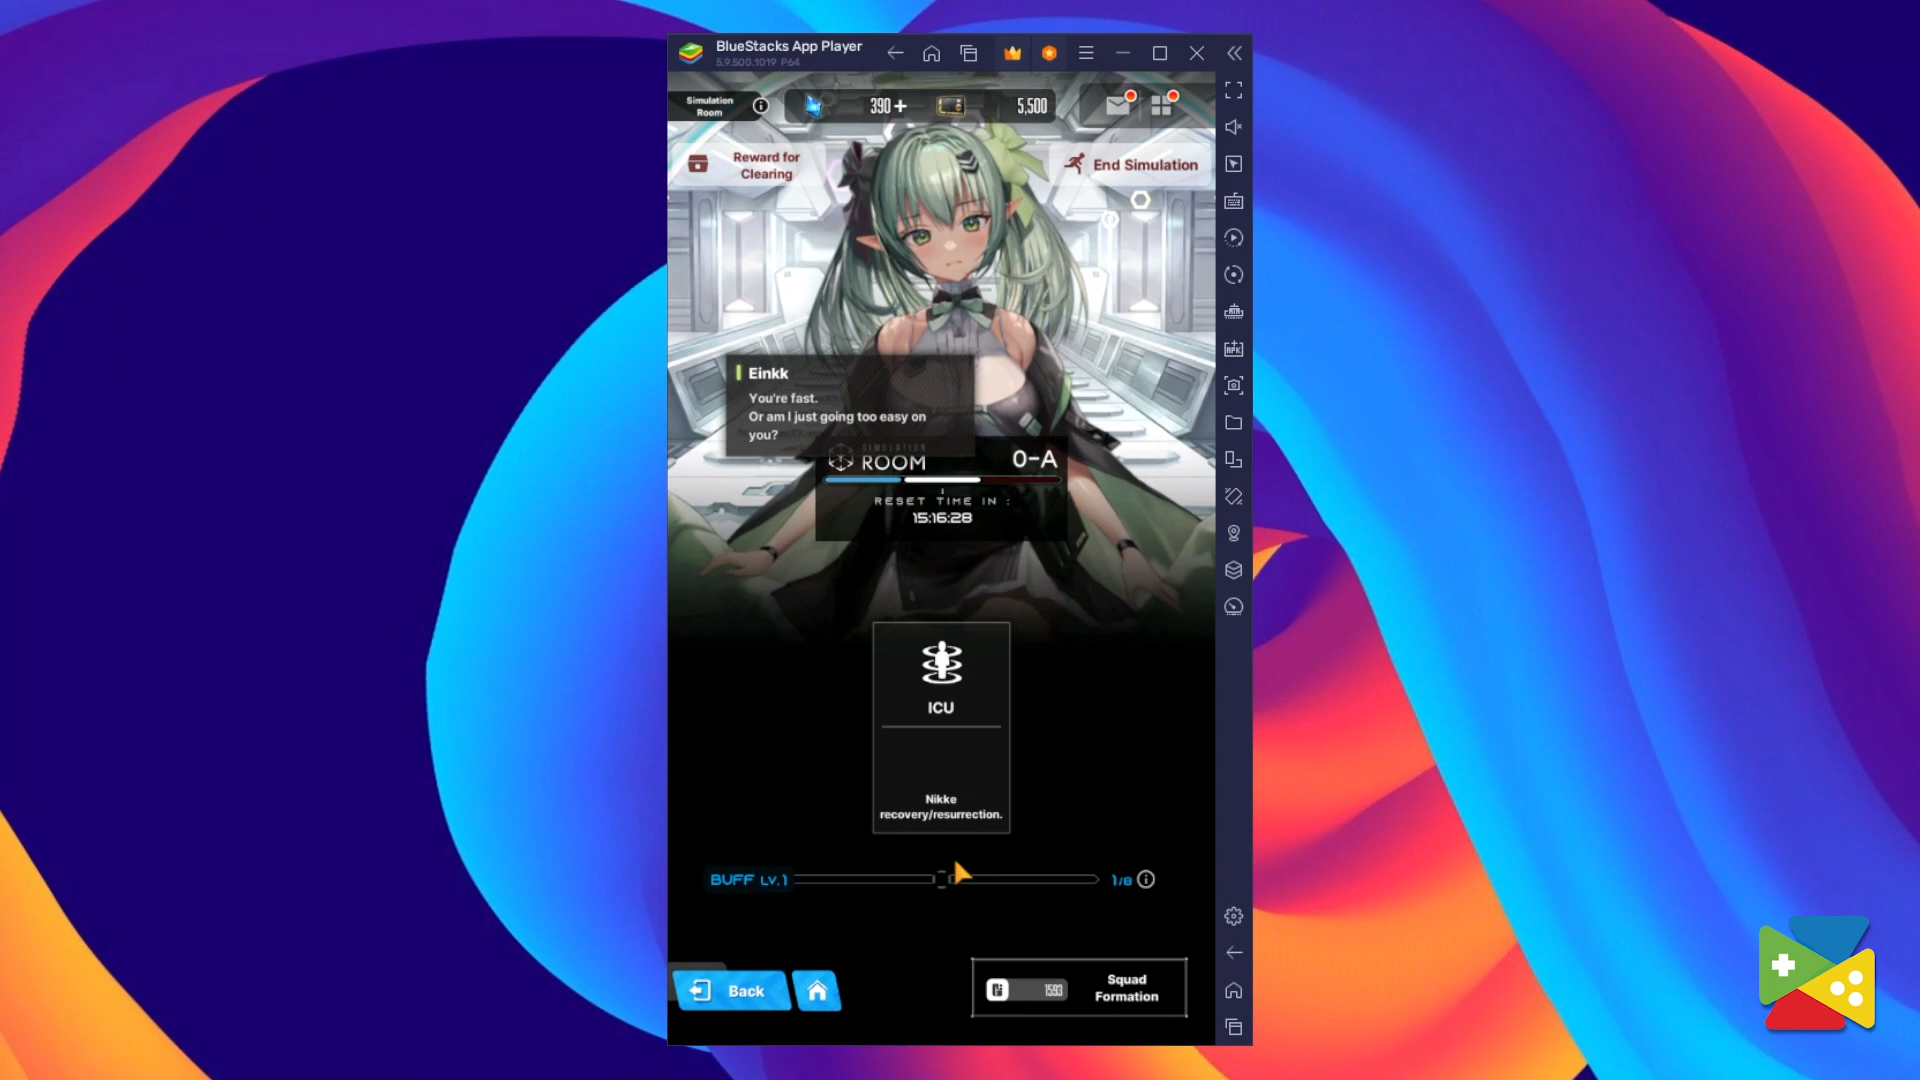 BlueStacks App Player
5.9.500.1019 P64
Simulation
Room
390
5,500
Reward for
Clearing
End Simulation
Einkk
You're fast.
Or am I just going too easy on
you?
SIMULATION
ROOM
0-A
RESET TIME IN :
15:16:28
ICU
Nikke
recovery/resurrection.
BUFF LV.1
1/8
Back
1593
Squad
Formation